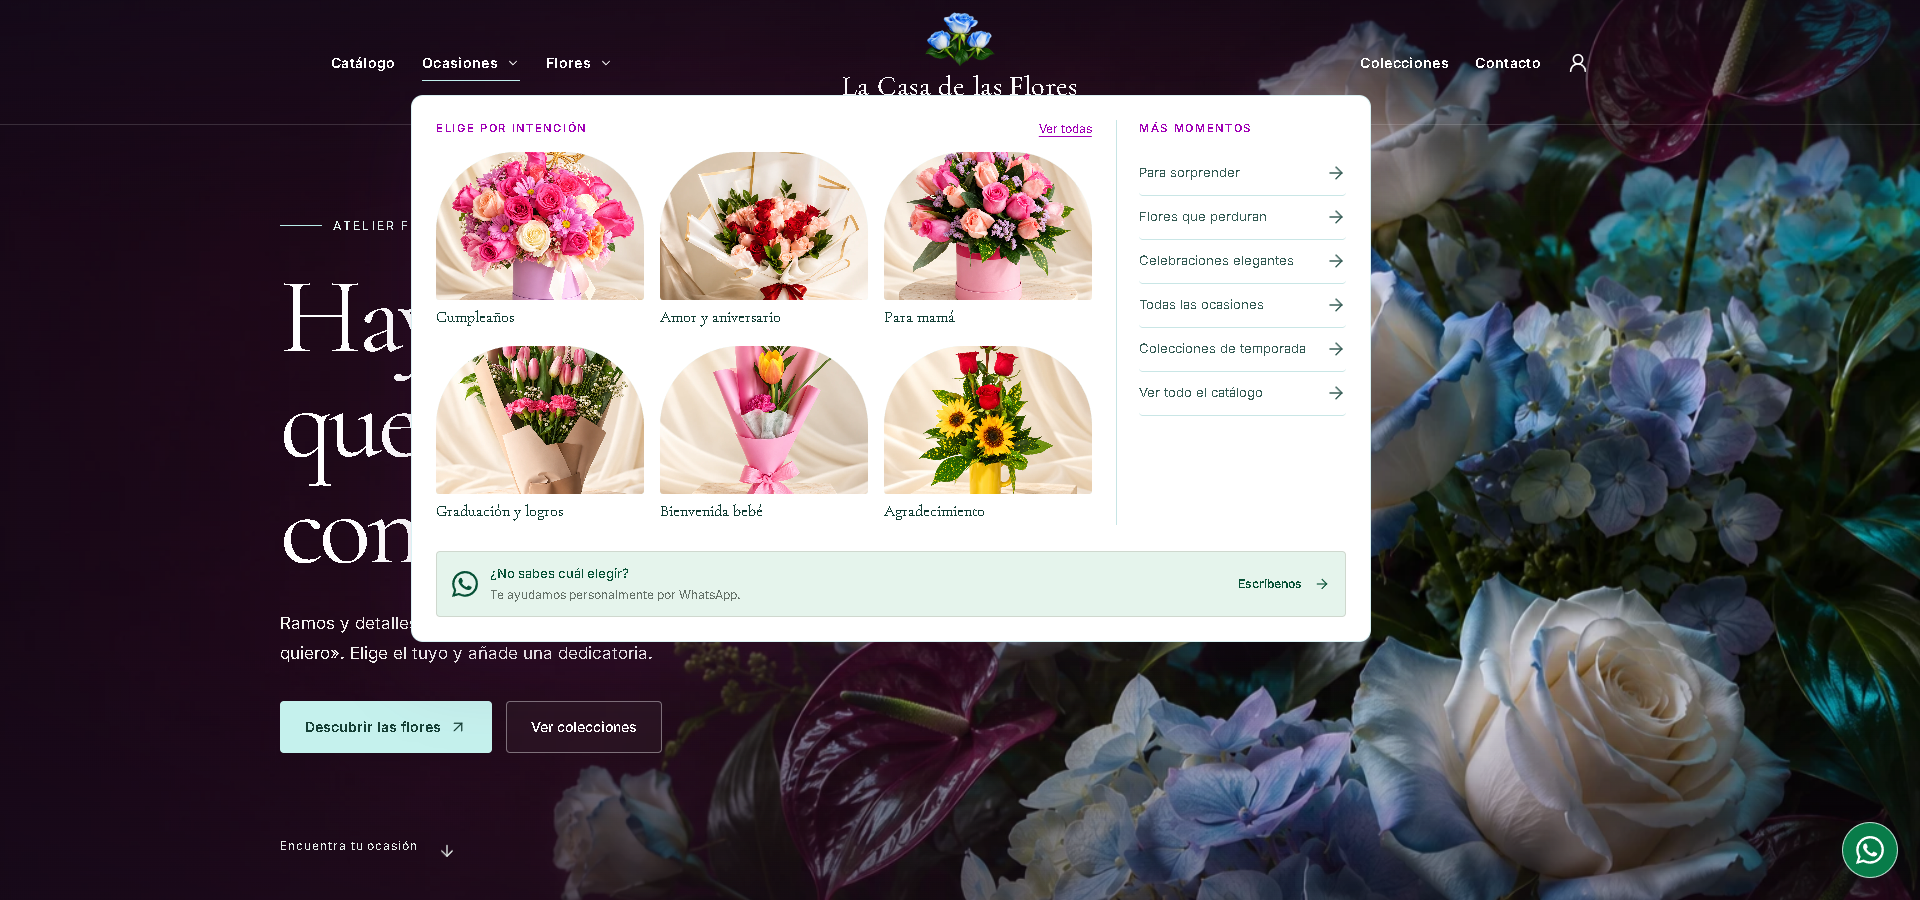 Catálogo
Ocasiones
Flores
La Casa de las Flores
Colecciones
Contacto
ELIGE POR INTENCIÓN
Ver todas
Cumpleaños
Amor y aniversario
Para mamá
Graduación y logros
Bienvenida bebé
Agradecimiento
MÁS MOMENTOS
Para sorprender
Flores que perduran
Celebraciones elegantes
Todas las ocasiones
Colecciones de temporada
Ver todo el catálogo
¿No sabes cuál elegir?
Te ayudamos personalmente por WhatsApp.
Escríbenos
ATELIER F
Hay
que
con
Ramos y detalles
quiero». Elige el tuyo y añade una dedicatoria.
Descubrir las flores
Ver colecciones
Encuentra tu ocasión